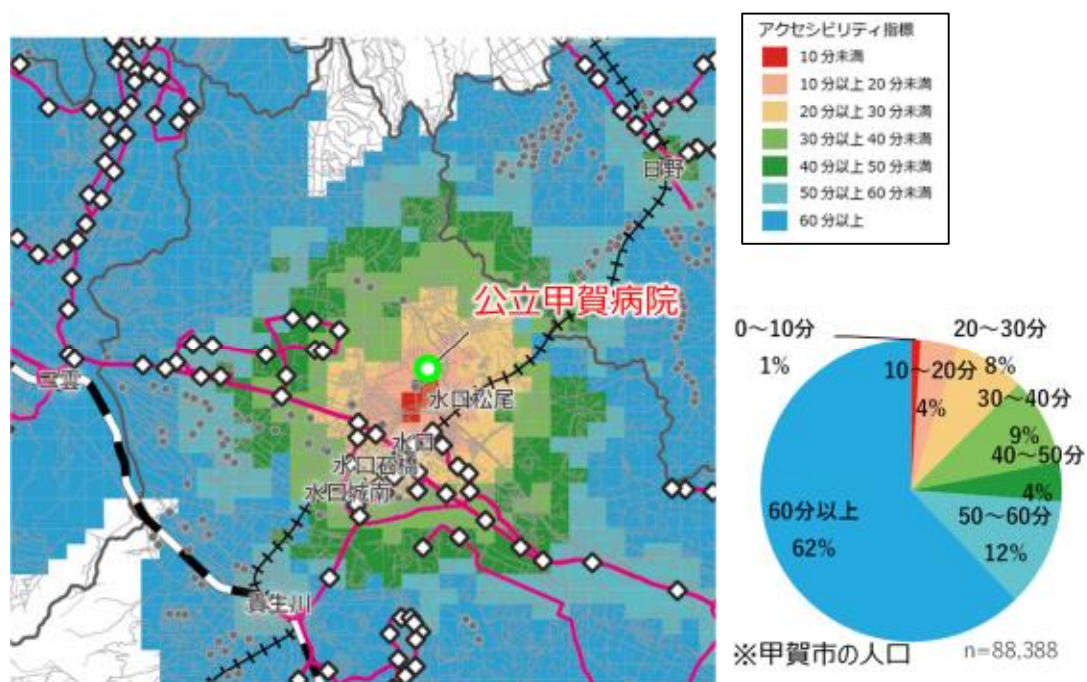 アクセシビリティ指標
10分未満
10分以上20分未満
20分以上30分未満
30分以上40分未満
40分以上50分未満
50分以上60分未満
60分以上
日野
公立甲賀病院
三雲
水口松尾
水口
水口石橋
水口城南
貴生川
0～10分
1%
10～20分
4%
20～30分
8%
30～40分
9%
40～50分
4%
50～60分
12%
60分以上
62%
※甲賀市の人口
n=88,388